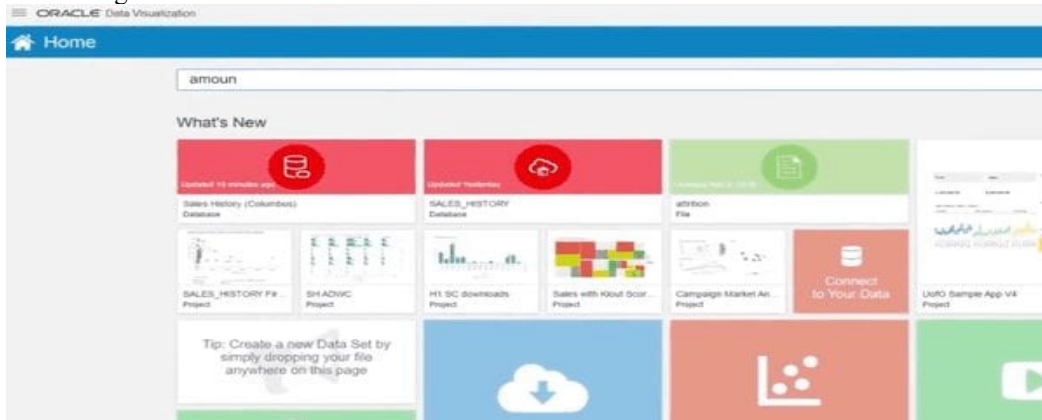 ORACLE Data Visualization
Home
amoun
What's New
Updated 10 minutes ago
Updated Yesterday
Sales History (Columbus)
Database
SALES_HISTORY
Database
attrition
File
SALES_HISTORY Fir...
Project
SH ADWC
Project
H1 SC downloads
Project
Sales with Klout Scor...
Project
Campaign Market An...
Project
Connect
to Your Data
UofO Sample App V4
Project
Tip: Create a new Data Set by
simply dropping your file
anywhere on this page